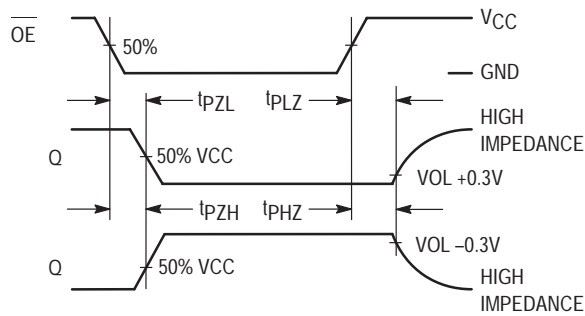 OE
VCC
50%
GND
tPZL
tPLZ
HIGH
IMPEDANCE
Q
50% VCC
VOL +0.3V
tPZH
tPHZ
VOL –0.3V
Q
50% VCC
HIGH
IMPEDANCE